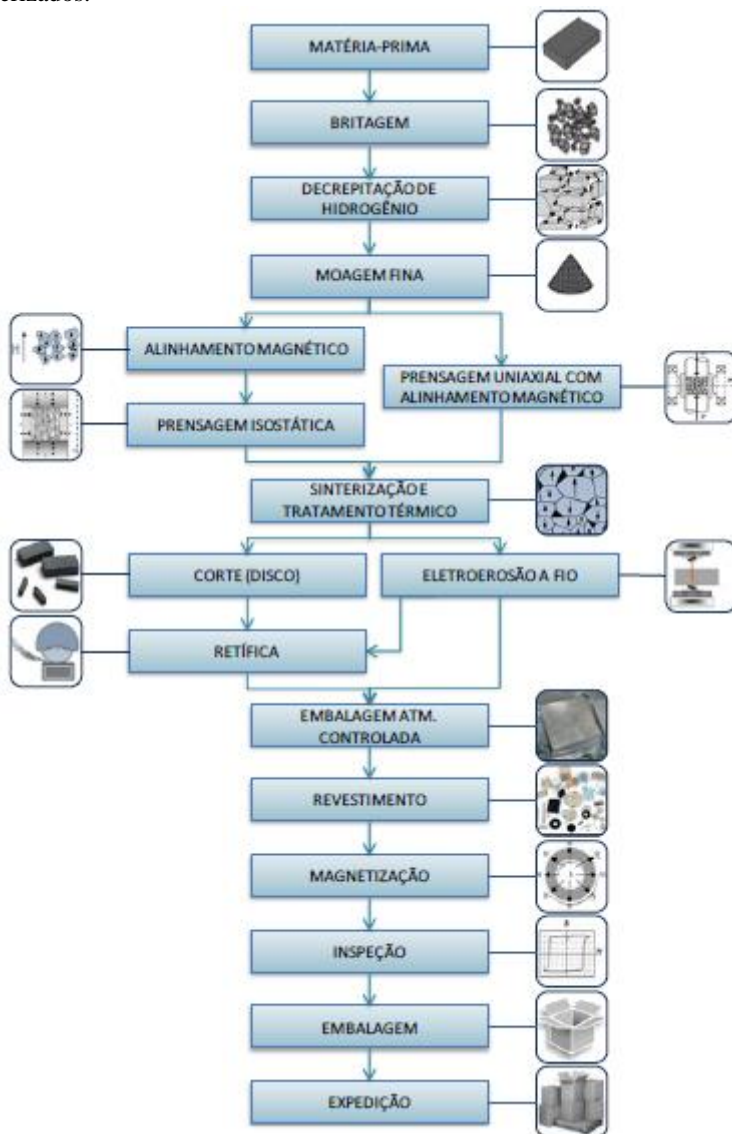 erizados.
MATÉRIA-PRIMA
BRITAGEM
DECREPITAÇÃO DE
HIDROGÊNIO
MOAGEM FINA
ALINHAMENTO MAGNÉTICO
PRENSAGEM UNIAXIAL COM
ALINHAMENTO MAGNÉTICO
PRENSAGEM ISOSTÁTICA
SINTERIZAÇÃO E
TRATAMENTO TÉRMICO
CORTE (DISCO)
ELETROEROSÃO A FIO
RETÍFICA
EMBALAGEM ATM.
CONTROLADA
REVESTIMENTO
MAGNETIZAÇÃO
INSPEÇÃO
EMBALAGEM
EXPEDIÇÃO